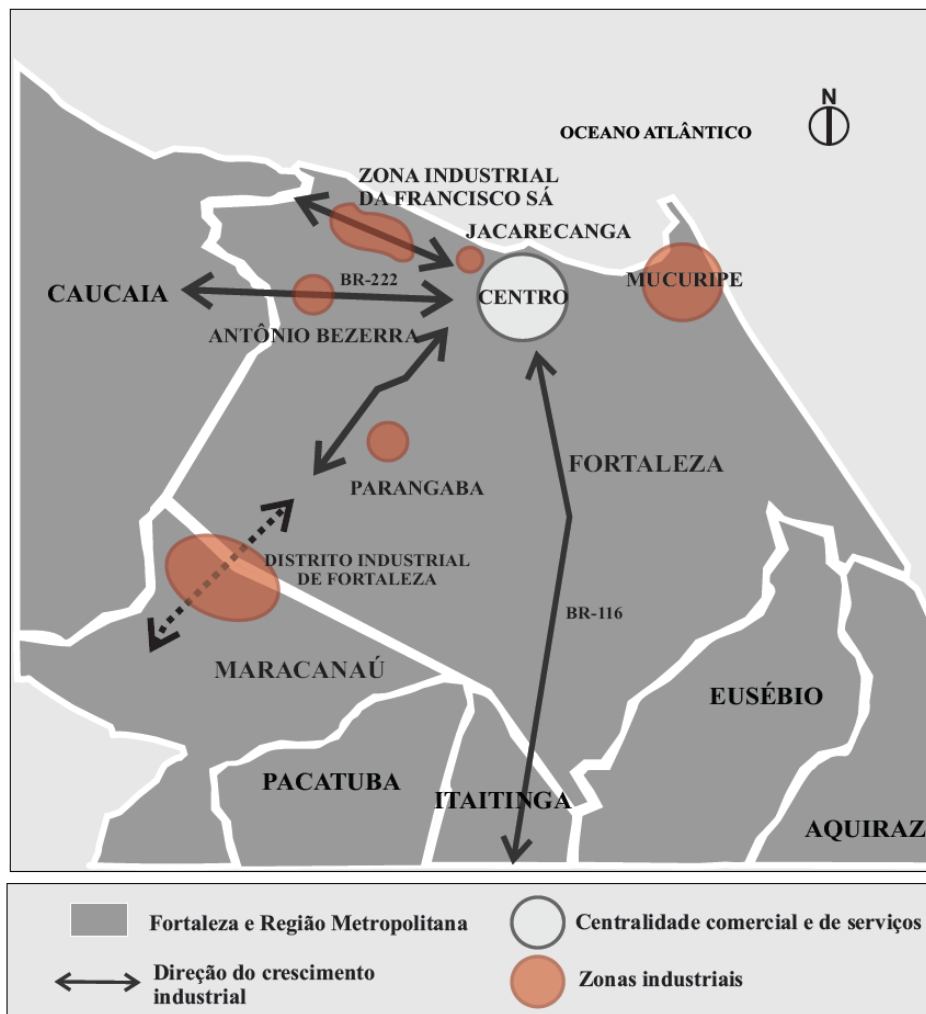 N
OCEANO ATLÂNTICO
ZONA INDUSTRIAL
DA FRANCISCO SÁ
JACARECANGA
MUCURIPE
CAUCAIA
BR-222
CENTRO
ANTÔNIO BEZERRA
FORTALEZA
PARANGABA
DISTRITO INDUSTRIAL
DE FORTALEZA
BR-116
MARACANAÚ
EUSÉBIO
PACATUBA
ITAITINGA
AQUIRAZ
Fortaleza e Região Metropolitana
Centralidade comercial e de serviços
Direção do crescimento
industrial
Zonas industriais